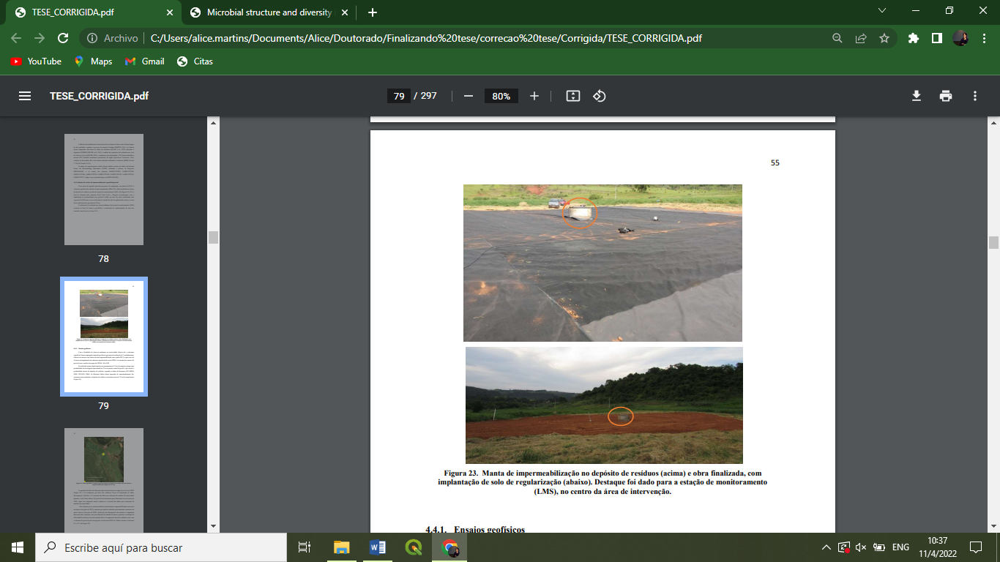 TESE_CORRIGIDA.pdf
Microbial structure and diversity
Archivo
C:/Users/alice.martins/Documents/Alice/Doutorado/Finalizando%20tese/correcao%20tese/Corrigida/TESE_CORRIGIDA.pdf
YouTube
Maps
Gmail
Citas
TESE_CORRIGIDA.pdf
79 / 297
80%
78
79
55
Figura 23. Manta de impermeabilização no depósito de resíduos (acima) e obra finalizada, com
implantação de solo de regularização (abaixo). Destaque foi dado para a estação de monitoramento
(LMS), no centro da área de intervenção.
4.4.1. Ensaios geofísicos
Escribe aquí para buscar
ENG
10:37
11/4/2022